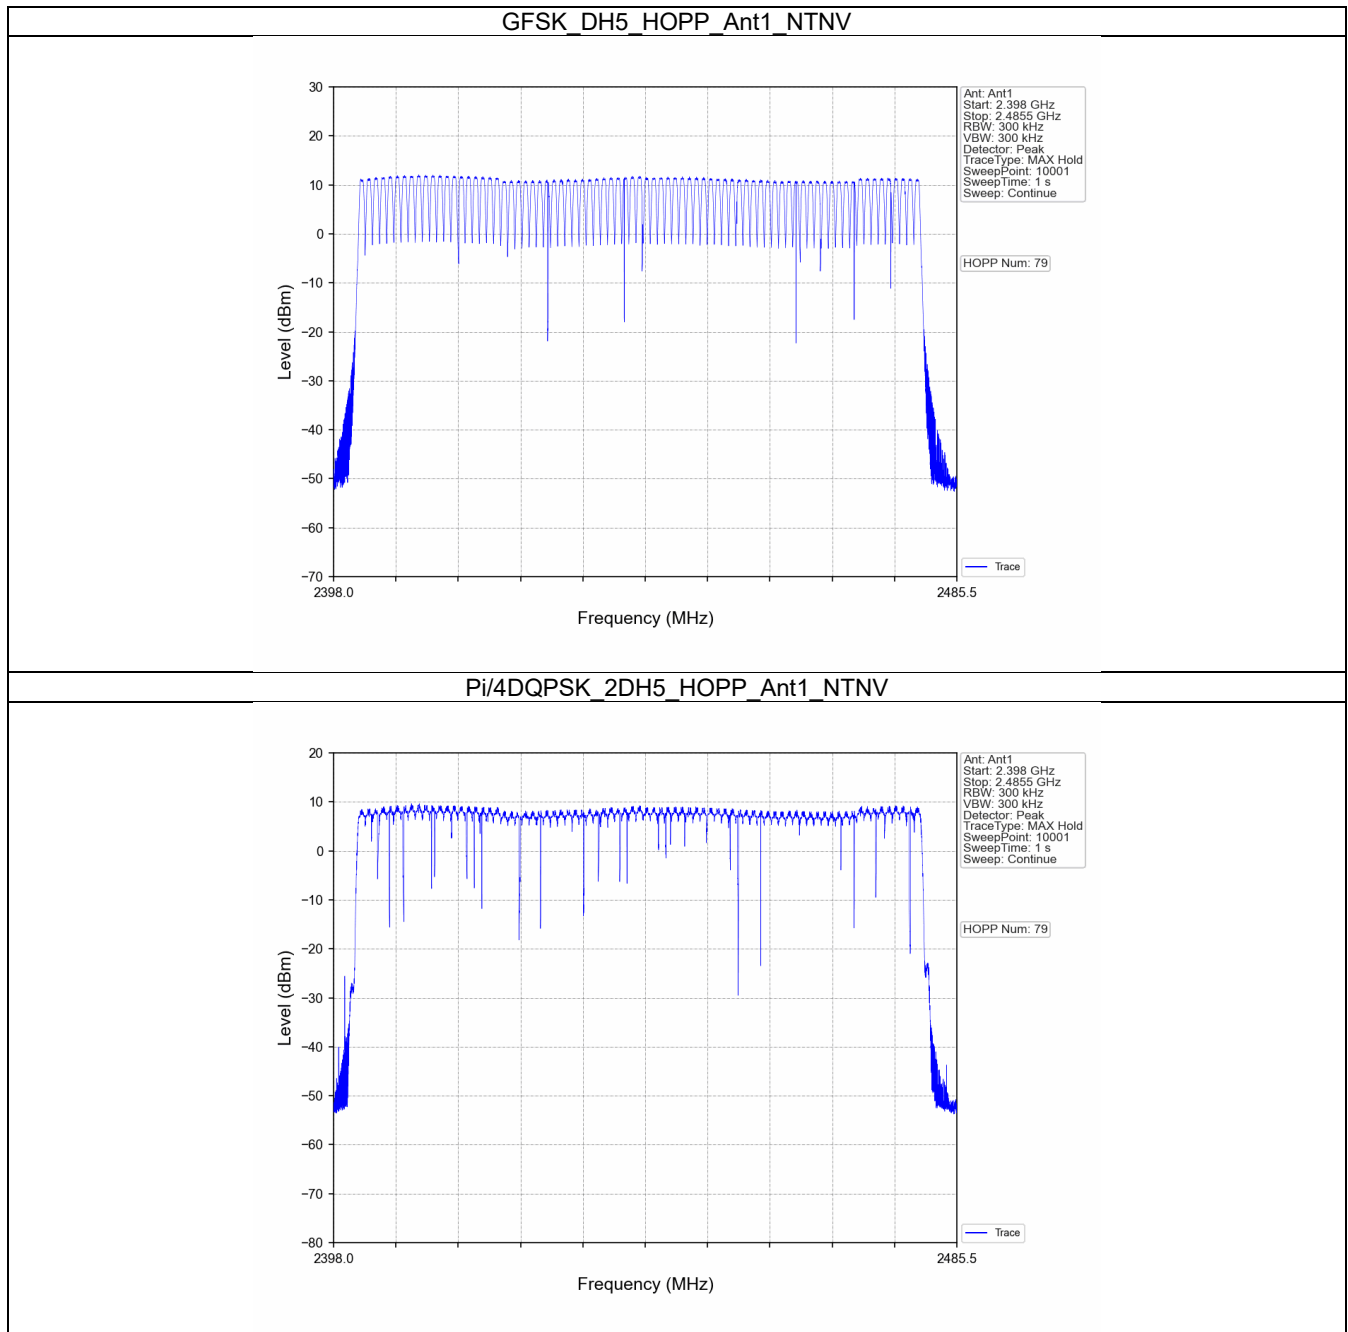 GFSK_DH5_HOPP_Ant1_NTNV
30
20
10
0
−10
−20
−30
−40
−50
−60
−70
Level (dBm)
2398.0
2485.5
Frequency (MHz)
Ant: Ant1
Start: 2.398 GHz
Stop: 2.4855 GHz
RBW: 300 kHz
VBW: 300 kHz
Detector: Peak
TraceType: MAX Hold
SweepPoint: 10001
SweepTime: 1 s
Sweep: Continue
HOPP Num: 79
Trace
Pi/4DQPSK_2DH5_HOPP_Ant1_NTNV
20
10
0
−10
−20
−30
−40
−50
−60
−70
−80
Level (dBm)
2398.0
2485.5
Frequency (MHz)
Ant: Ant1
Start: 2.398 GHz
Stop: 2.4855 GHz
RBW: 300 kHz
VBW: 300 kHz
Detector: Peak
TraceType: MAX Hold
SweepPoint: 10001
SweepTime: 1 s
Sweep: Continue
HOPP Num: 79
Trace